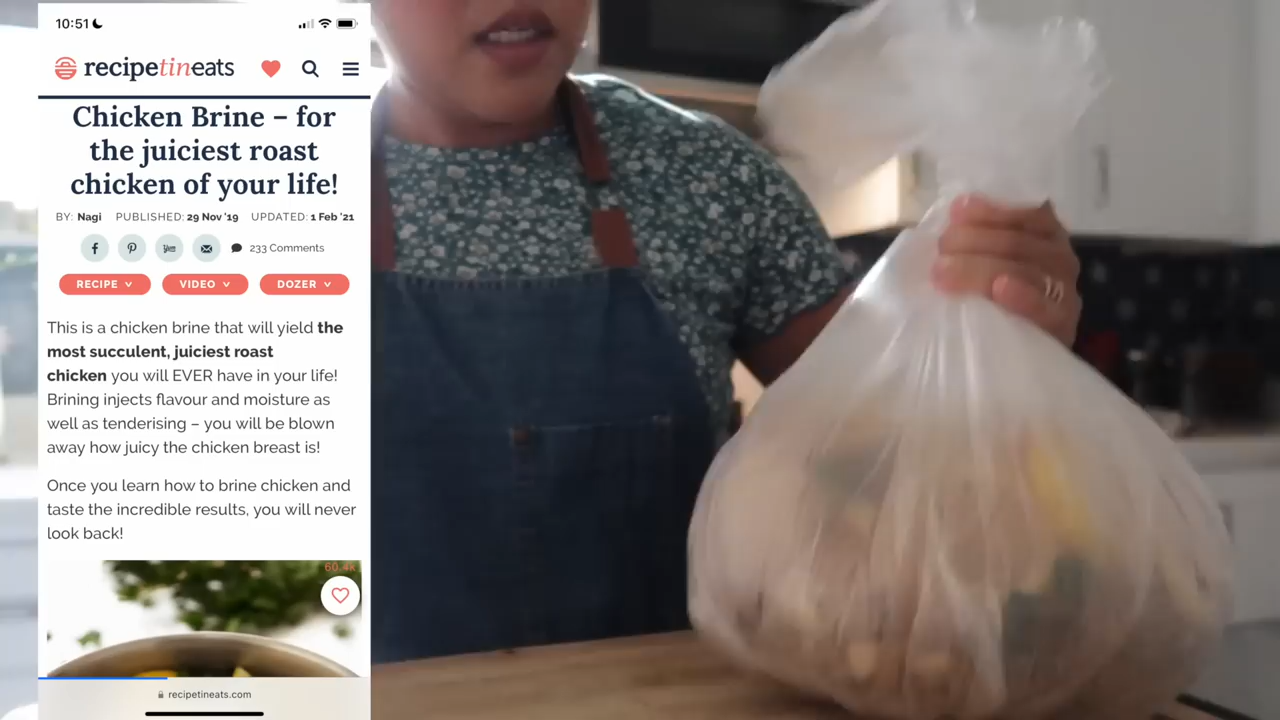 10:51
recipetineats
Chicken Brine – for
the juiciest roast
chicken of your life!
BY: Nagi PUBLISHED: 29 Nov '19 UPDATED: 1 Feb '21
233 Comments
RECIPE VIDEO DOZER
This is a chicken brine that will yield the
most succulent, juiciest roast
chicken you will EVER have in your life!
Brining injects flavour and moisture as
well as tenderising – you will be blown
away how juicy the chicken breast is!
Once you learn how to brine chicken and
taste the incredible results, you will never
look back!
60.4k
recipetineats.com